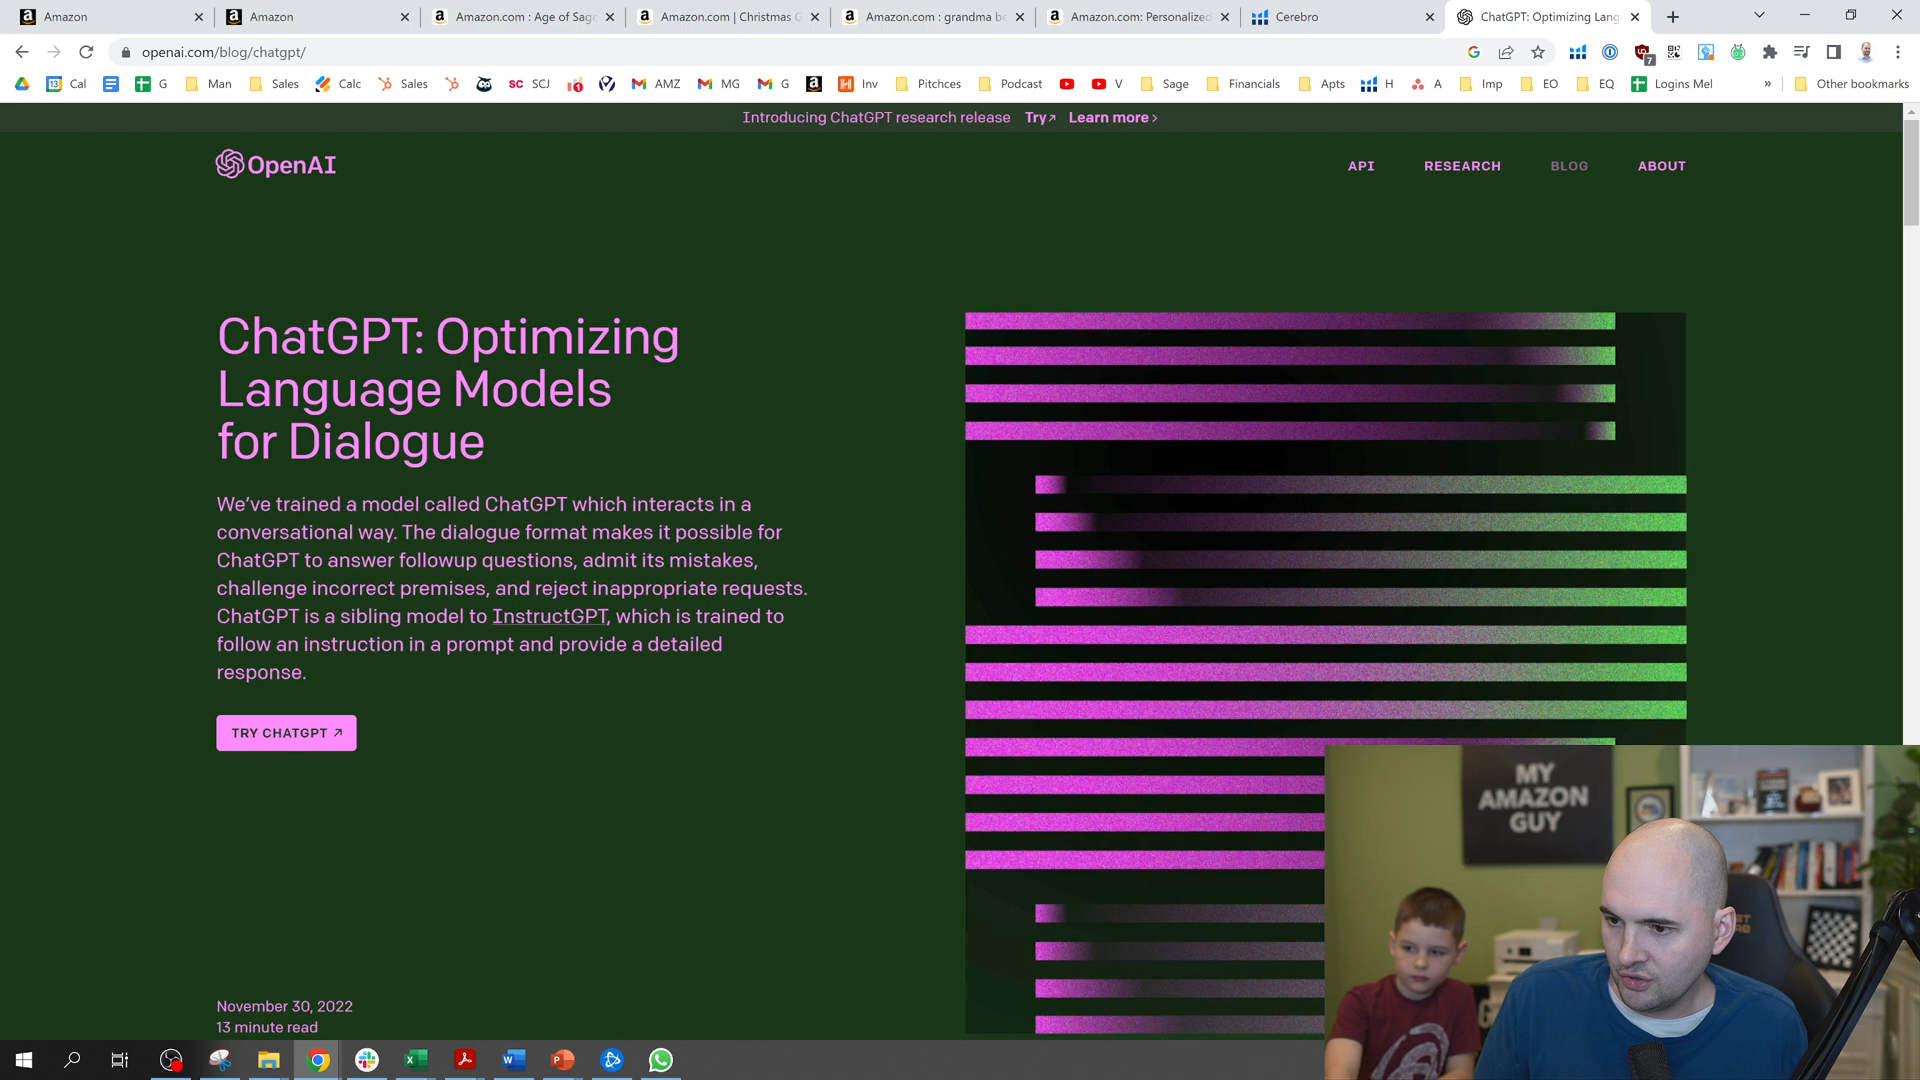 Amazon
Amazon
Amazon.com : Age of Sage
Amazon.com | Christmas G
Amazon.com : grandma be
Amazon.com: Personalized
Cerebro
ChatGPT: Optimizing Lang
openai.com/blog/chatgpt/
7
13 Cal
G
Man
Sales
Calc
Sales
SC SCJ
1
AMZ
MG
G
Inv
Pitchces
Podcast
V
Sage
Financials
Apts
H
A
Imp
EO
EQ
Logins Mel
»
Other bookmarks
Introducing ChatGPT research release Try↗ Learn more ›
OpenAI
API
RESEARCH
BLOG
ABOUT
ChatGPT: Optimizing
Language Models
for Dialogue
We’ve trained a model called ChatGPT which interacts in a
conversational way. The dialogue format makes it possible for
ChatGPT to answer followup questions, admit its mistakes,
challenge incorrect premises, and reject inappropriate requests.
ChatGPT is a sibling model to InstructGPT, which is trained to
follow an instruction in a prompt and provide a detailed
response.
TRY CHATGPT ↗
MY
AMAZON
GUY
November 30, 2022
13 minute read